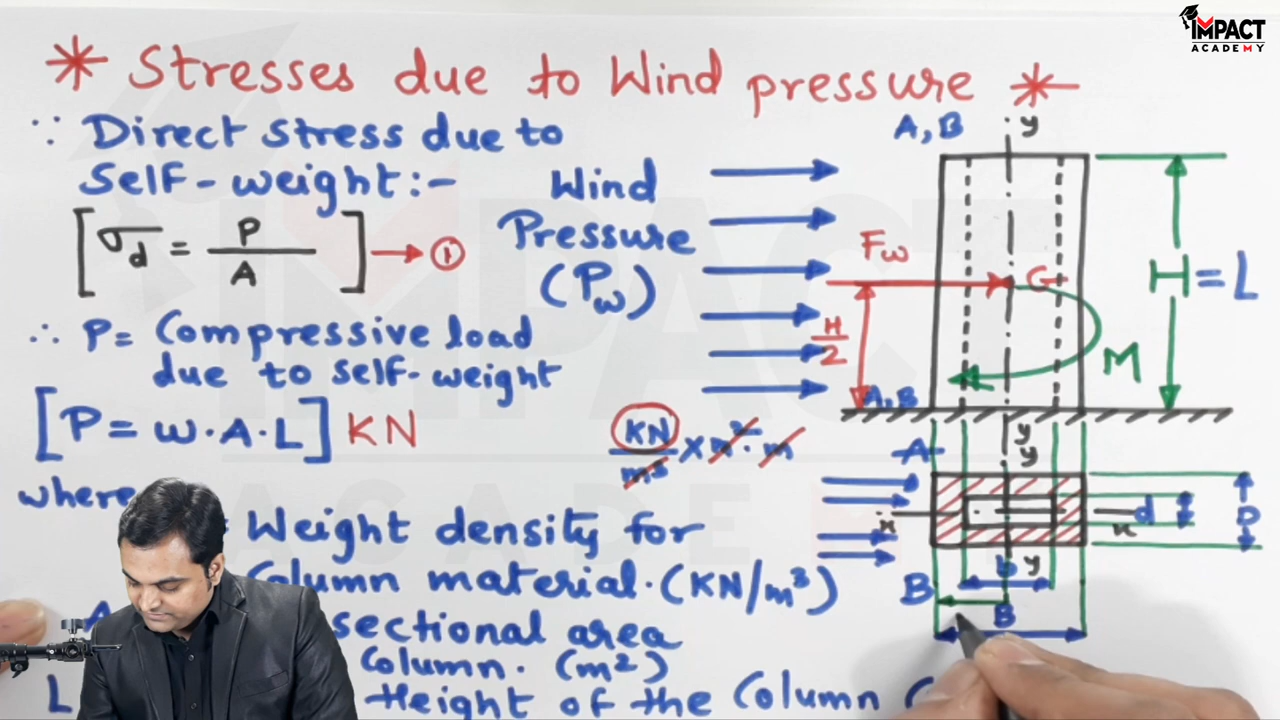 IMPACT
ACADEMY
* Stresses due to Wind pressure *
∵ Direct stress due to
self-weight:-
[σd = P/A] → ①
Wind
Pressure
(Pw)
∴ P = Compressive load
due to self-weight
[P = w·A·L] KN
KN/m³ × m² · m
where
Weight density for
Column material. (KN/m³)
A
sectional area
Column. (m²)
L
Height of the Column (
A, B
y
Fw
G
H = L
H/2
M
A, B
y
y
A
x
x
d
D
b
y
B
B